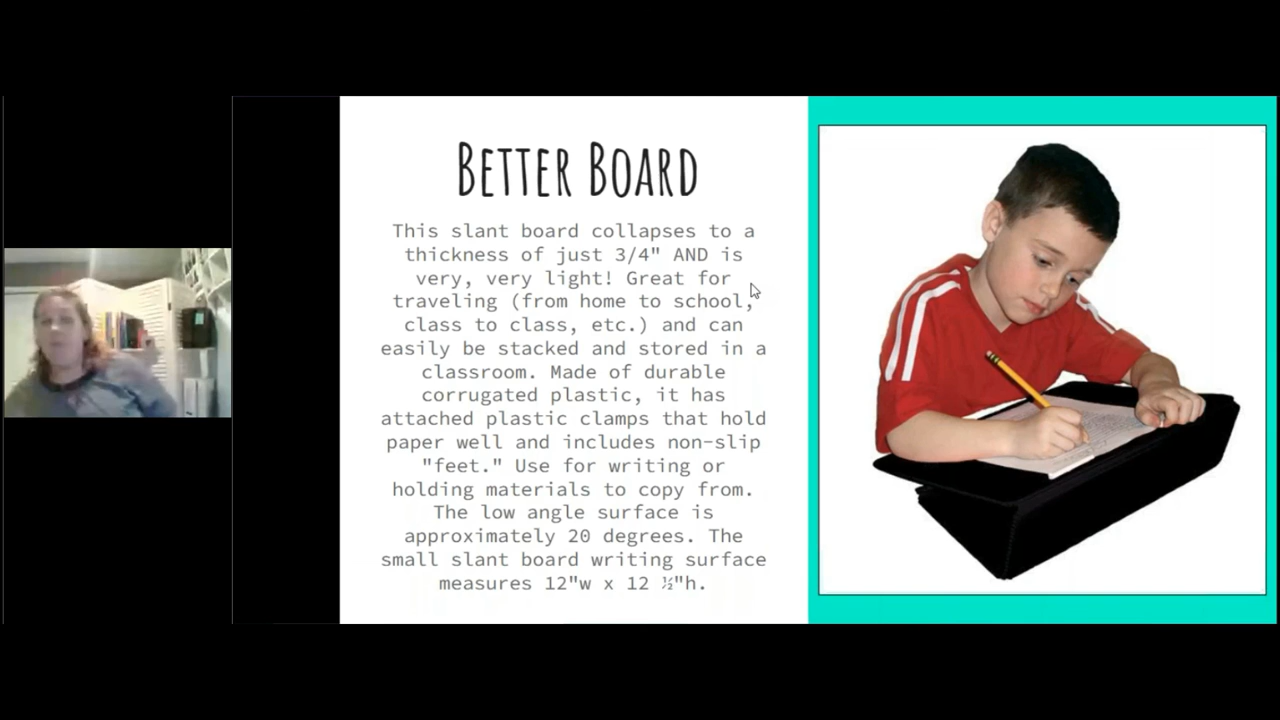 BETTER BOARD
This slant board collapses to a
thickness of just 3/4" AND is
very, very light! Great for
traveling (from home to school,
class to class, etc.) and can
easily be stacked and stored in a
classroom. Made of durable
corrugated plastic, it has
attached plastic clamps that hold
paper well and includes non-slip
"feet." Use for writing or
holding materials to copy from.
The low angle surface is
approximately 20 degrees. The
small slant board writing surface
measures 12"w x 12 ½"h.